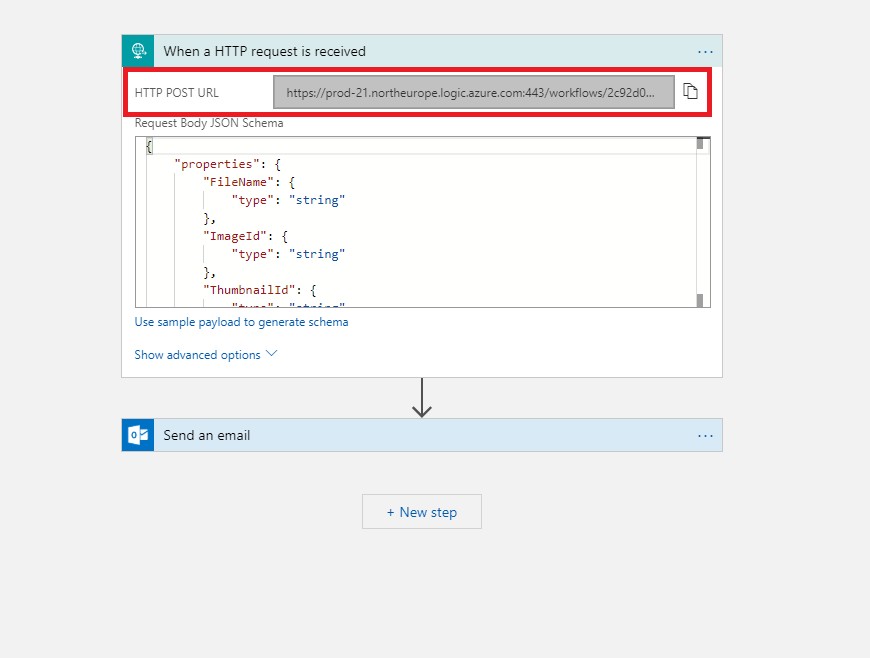 When a HTTP request is received
HTTP POST URL
https://prod-21.northeurope.logic.azure.com:443/workflows/2c92d0...
Request Body JSON Schema
{
"properties": {
"FileName": {
"type": "string"
},
"ImageId": {
"type": "string"
},
"ThumbnailId": {
"type": "string"
Use sample payload to generate schema
Show advanced options
Send an email
+ New step